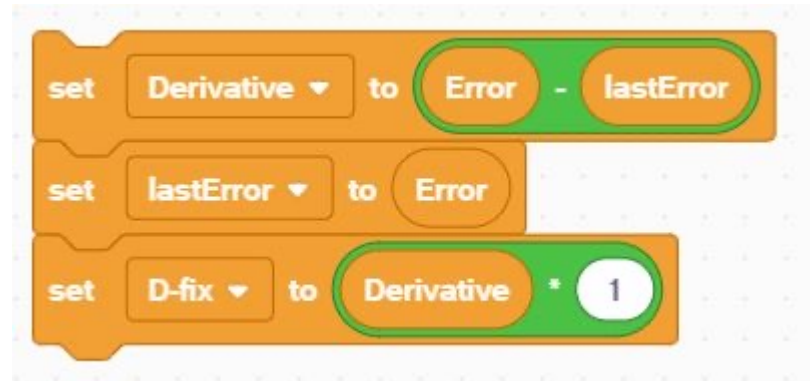 set Derivative to Error - lastError
set lastError to Error
set D-fix to Derivative * 1